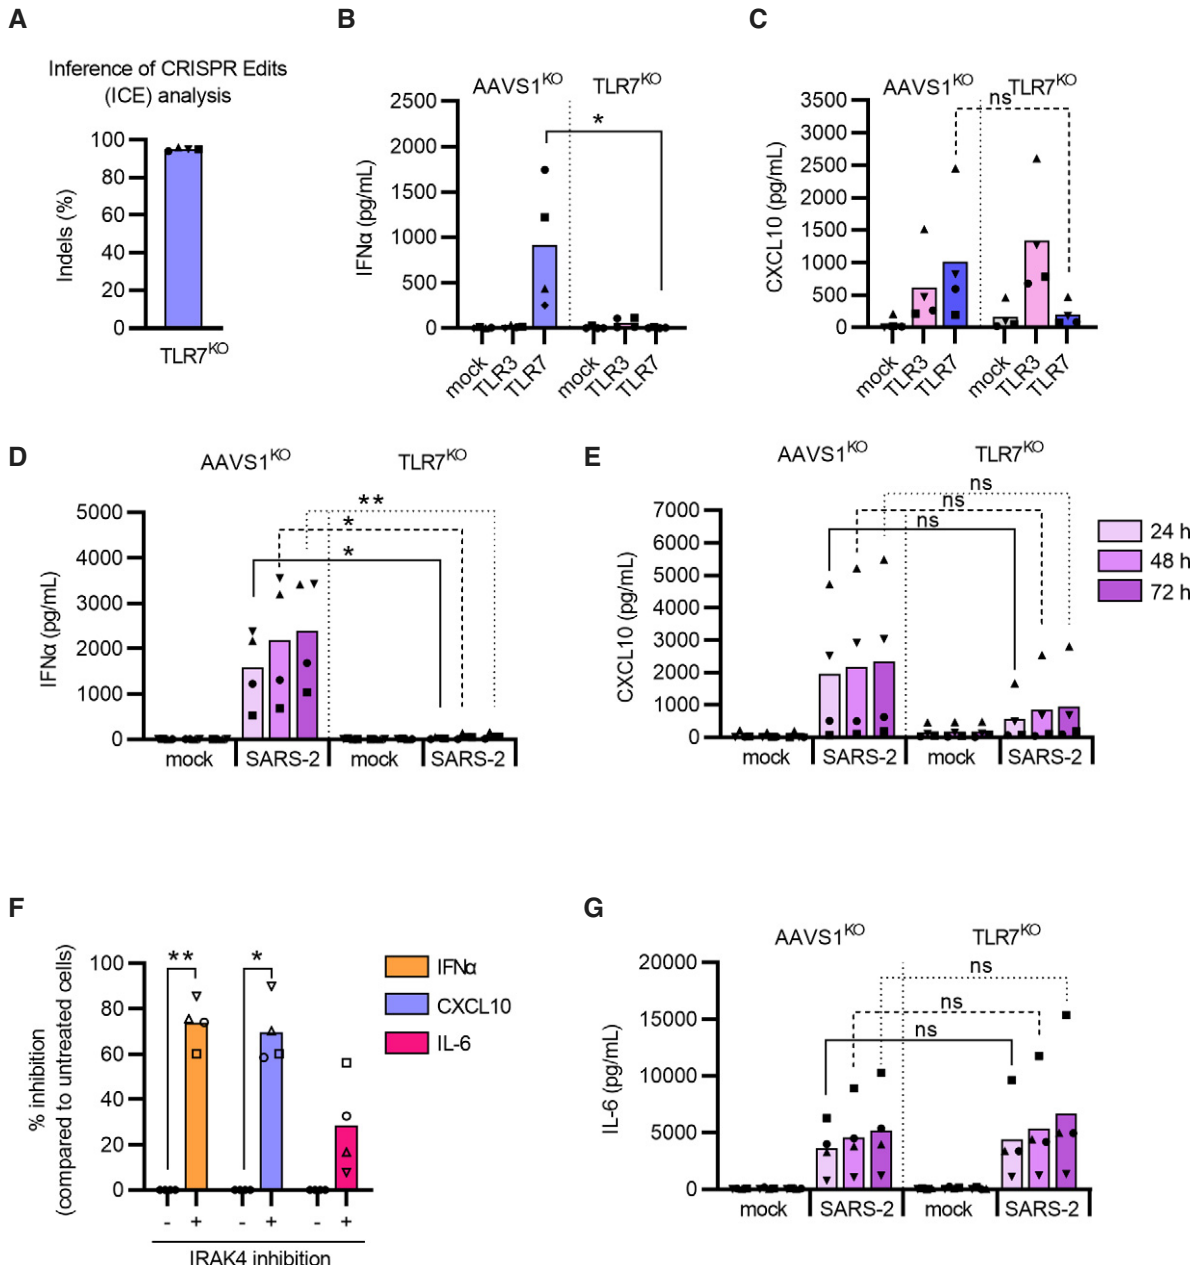 A
Inference of CRISPR Edits
(ICE) analysis
Indels (%)
100
80
60
40
20
0
TLR7KO
B
AAVS1KO TLR7KO
IFNα (pg/mL)
2500
2000
1500
1000
500
0
*
mock TLR3 TLR7 mock TLR3 TLR7
C
AAVS1KO TLR7KO
ns
CXCL10 (pg/mL)
3500
3000
2500
2000
1500
1000
500
0
mock TLR3 TLR7 mock TLR3 TLR7
D
AAVS1KO TLR7KO
IFNα (pg/mL)
5000
4000
3000
2000
1000
0
**
*
*
mock SARS-2 mock SARS-2
E
AAVS1KO TLR7KO
CXCL10 (pg/mL)
7000
6000
5000
4000
3000
2000
1000
0
ns
ns
ns
mock SARS-2 mock SARS-2
24 h
48 h
72 h
F
% inhibition
(compared to untreated cells)
100
80
60
40
20
0
** *
- + - + - +
IRAK4 inhibition
IFNα
CXCL10
IL-6
G
AAVS1KO TLR7KO
IL-6 (pg/mL)
20000
15000
10000
5000
0
ns
ns
ns
mock SARS-2 mock SARS-2